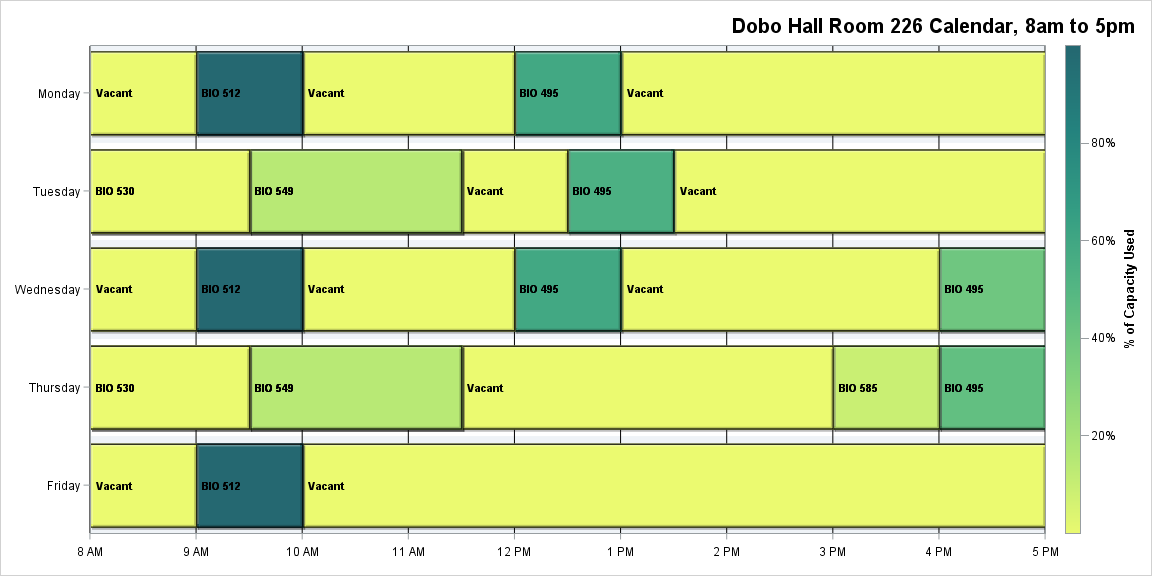 Dobo Hall Room 226 Calendar, 8am to 5pm
Monday Vacant BIO 512 Vacant BIO 495 Vacant
80%
Tuesday BIO 530 BIO 549 Vacant BIO 495 Vacant
60%
% of Capacity Used
Wednesday Vacant BIO 512 Vacant BIO 495 Vacant BIO 495
40%
Thursday BIO 530 BIO 549 Vacant BIO 585 BIO 495
20%
Friday Vacant BIO 512 Vacant
8 AM 9 AM 10 AM 11 AM 12 PM 1 PM 2 PM 3 PM 4 PM 5 PM